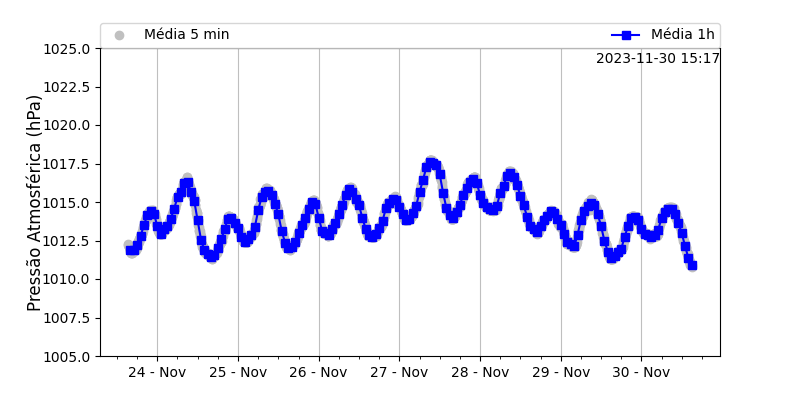 Média 5 min
Média 1h
2023-11-30 15:17
Pressão Atmosférica (hPa)
1025.0
1022.5
1020.0
1017.5
1015.0
1012.5
1010.0
1007.5
1005.0
24 - Nov
25 - Nov
26 - Nov
27 - Nov
28 - Nov
29 - Nov
30 - Nov